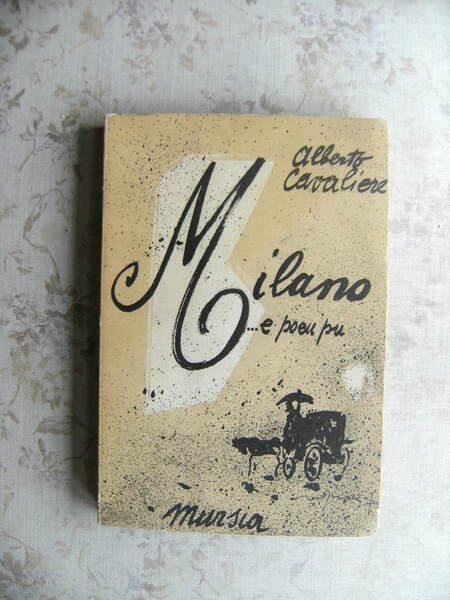 Alberto
Cavaliere
Milano
...e poeu pu
mursia